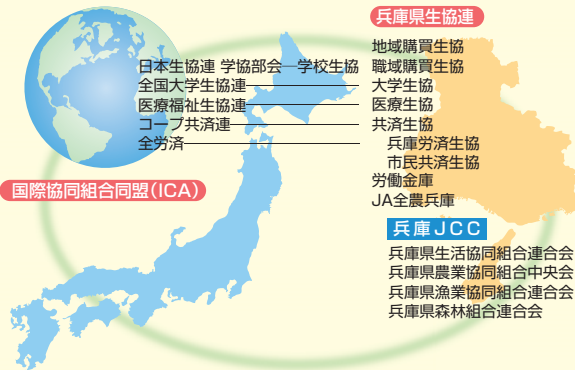 兵庫県生協連
地域購買生協
日本生協連 学協部会─学校生協 職域購買生協
全国大学生協連 大学生協
医療福祉生協連 医療生協
コープ共済連 共済生協
全労済 兵庫労済生協
市民共済生協
労働金庫
JA全農兵庫
国際協同組合同盟(ICA)
兵庫JCC
兵庫県生活協同組合連合会
兵庫県農業協同組合中央会
兵庫県漁業協同組合連合会
兵庫県森林組合連合会